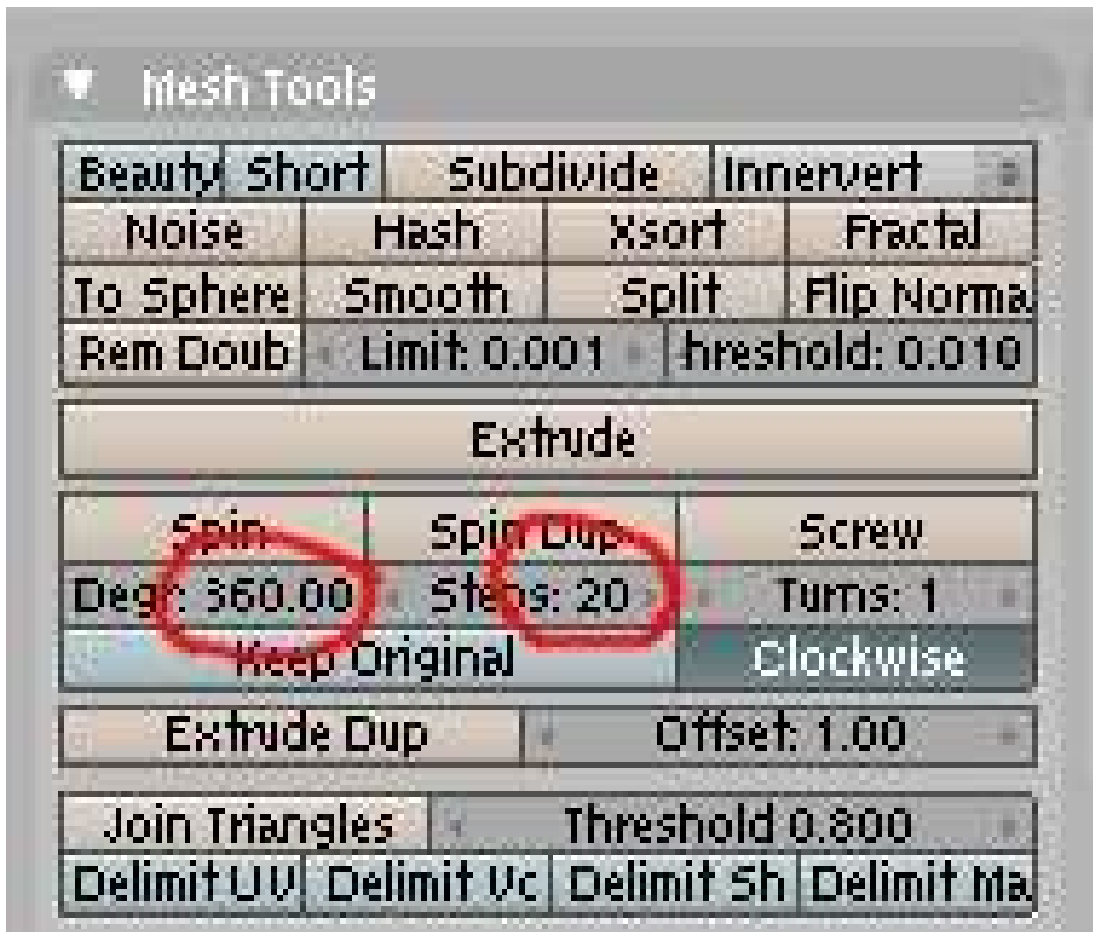 Mesh Tools
Beauty Short Subdivide Innervert
Noise Hash Xsort Fractal
To Sphere Smooth Split Flip Norma
Rem Doub Limit: 0.001 hreshold: 0.010
Extrude
Spin Spin Dup Screw
Degr: 360.00 Steps: 20 Turns: 1
Keep Original Clockwise
Extrude Dup Offset: 1.00
Join Triangles Threshold 0.800
Delimit UV Delimit Vc Delimit Sh Delimit Ma